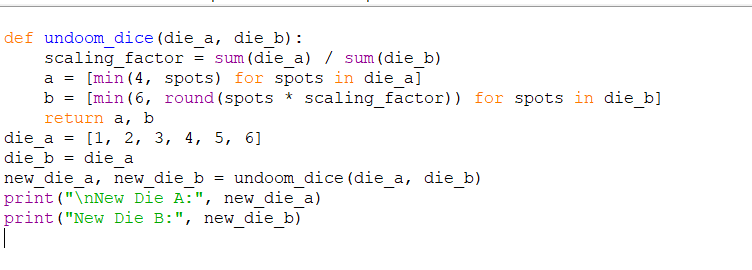 def undoom_dice(die_a, die_b):
    scaling_factor = sum(die_a) / sum(die_b)
    a = [min(4, spots) for spots in die_a]
    b = [min(6, round(spots * scaling_factor)) for spots in die_b]
    return a, b
die_a = [1, 2, 3, 4, 5, 6]
die_b = die_a
new_die_a, new_die_b = undoom_dice(die_a, die_b)
print("\nNew Die A:", new_die_a)
print("New Die B:", new_die_b)